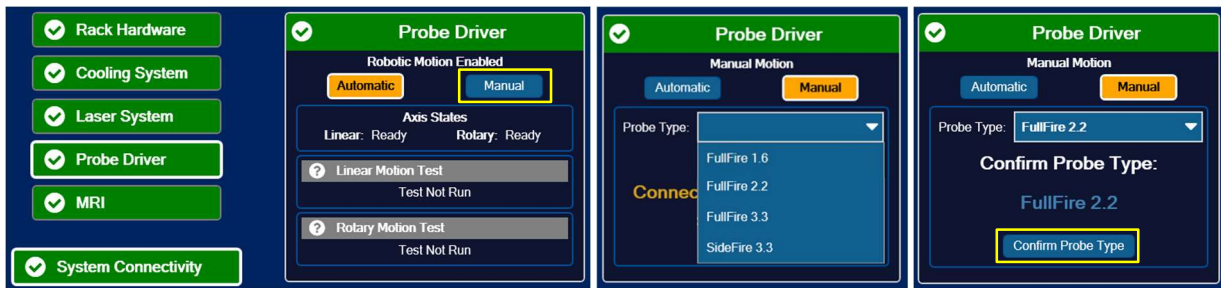 Rack Hardware
Cooling System
Laser System
Probe Driver
MRI
System Connectivity
Probe Driver
Robotic Motion Enabled
Automatic Manual
Axis States
Linear: Ready Rotary: Ready
? Linear Motion Test
Test Not Run
? Rotary Motion Test
Test Not Run
Probe Driver
Manual Motion
Automatic Manual
Probe Type:
FullFire 1.6
FullFire 2.2
Connec
FullFire 3.3
SideFire 3.3
Probe Driver
Manual Motion
Automatic Manual
Probe Type: FullFire 2.2
Confirm Probe Type:
FullFire 2.2
Confirm Probe Type